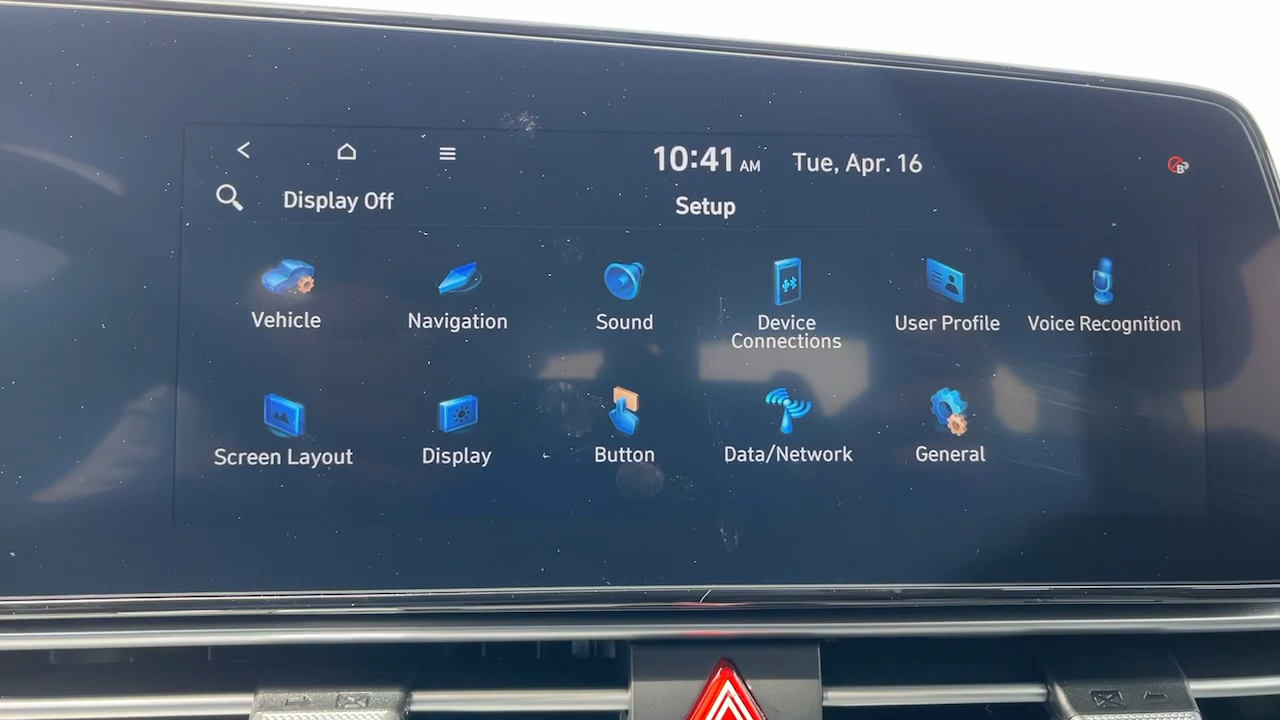 10:41 AM Tue, Apr. 16
Display Off
Setup
Vehicle
Navigation
Sound
Device
Connections
User Profile
Voice Recognition
Screen Layout
Display
Button
Data/Network
General